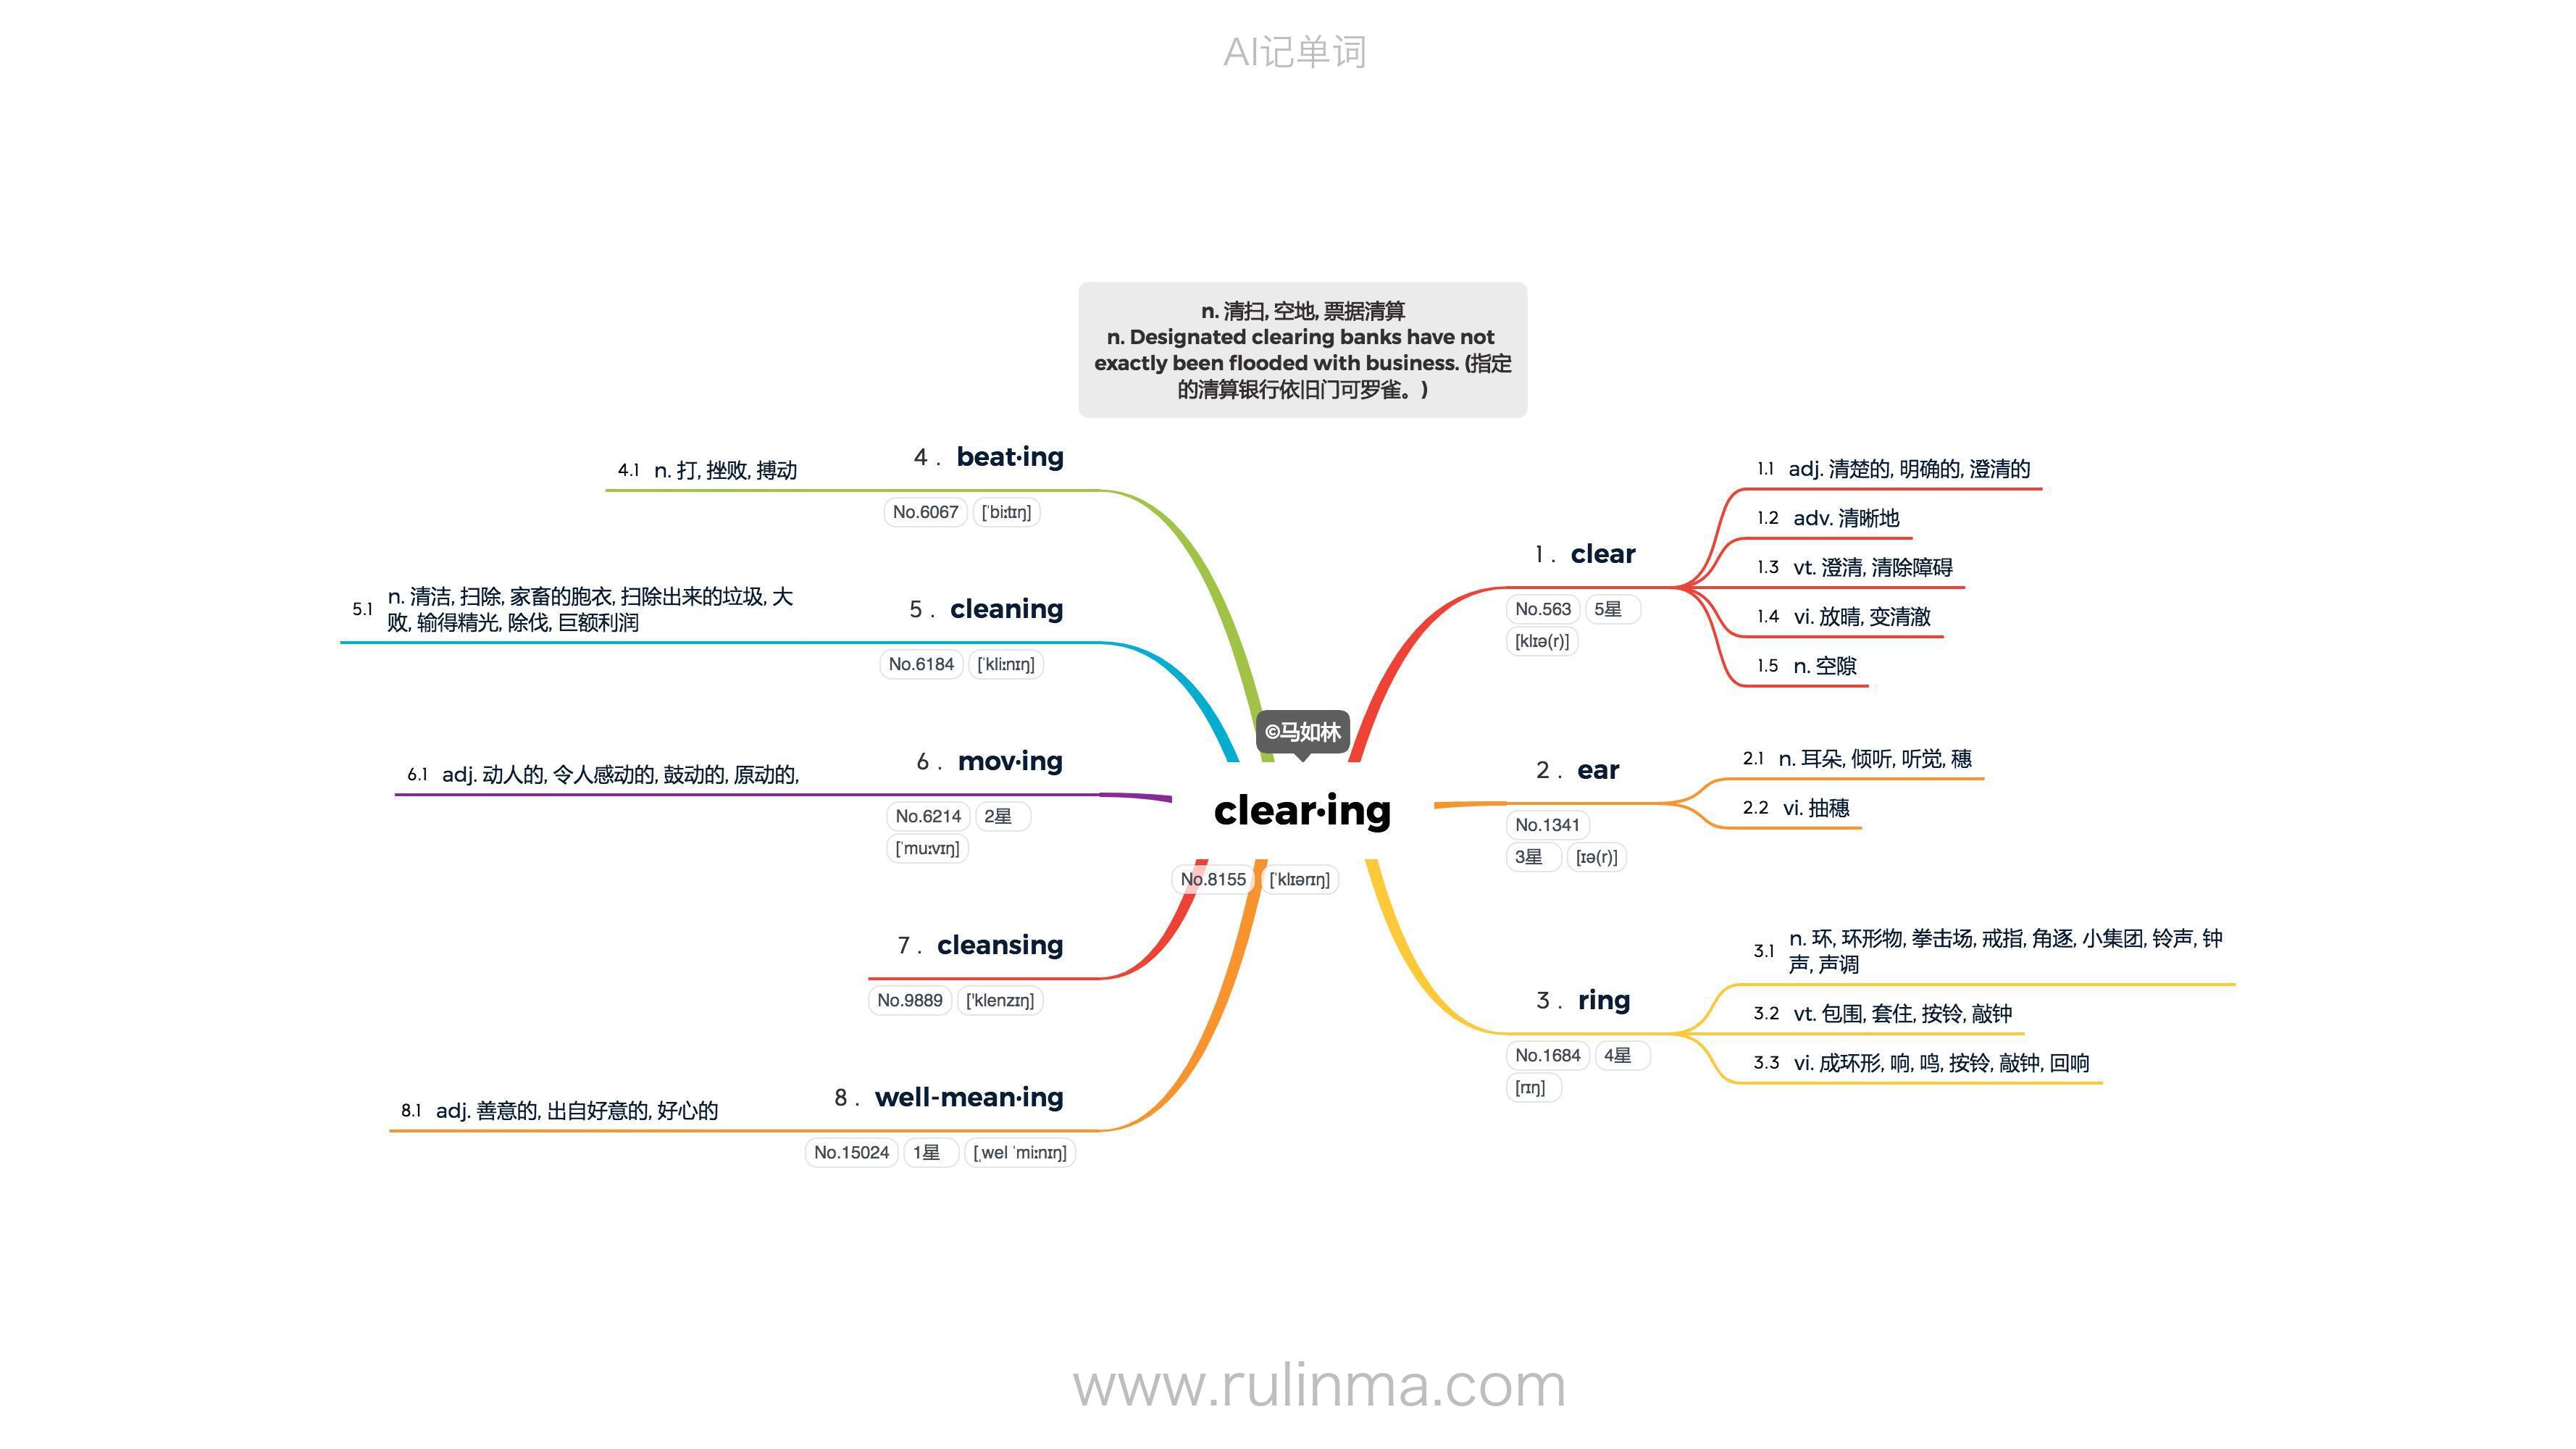 AI记单词
n. 清扫, 空地, 票据清算
n. Designated clearing banks have not
exactly been flooded with business. (指定
的清算银行依旧门可罗雀。)
©马如林
clear·ing
No.8155 [ˈklɪərɪŋ]
1 . clear
No.563 5星
[klɪə(r)]
1.1 adj. 清楚的, 明确的, 澄清的
1.2 adv. 清晰地
1.3 vt. 澄清, 清除障碍
1.4 vi. 放晴, 变清澈
1.5 n. 空隙
2 . ear
No.1341
3星 [ɪə(r)]
2.1 n. 耳朵, 倾听, 听觉, 穗
2.2 vi. 抽穗
3 . ring
No.1684 4星
[rɪŋ]
3.1 n. 环, 环形物, 拳击场, 戒指, 角逐, 小集团, 铃声, 钟
声, 声调
3.2 vt. 包围, 套住, 按铃, 敲钟
3.3 vi. 成环形, 响, 鸣, 按铃, 敲钟, 回响
4 . beat·ing
No.6067 [ˈbiːtɪŋ]
4.1 n. 打, 挫败, 搏动
5 . cleaning
No.6184 [ˈkliːnɪŋ]
5.1 n. 清洁, 扫除, 家畜的胞衣, 扫除出来的垃圾, 大
败, 输得精光, 除伐, 巨额利润
6 . mov·ing
No.6214 2星
[ˈmuːvɪŋ]
6.1 adj. 动人的, 令人感动的, 鼓动的, 原动的,
7 . cleansing
No.9889 [ˈklenzɪŋ]
8 . well-mean·ing
No.15024 1星 [ˌwel ˈmiːnɪŋ]
8.1 adj. 善意的, 出自好意的, 好心的
www.rulinma.com